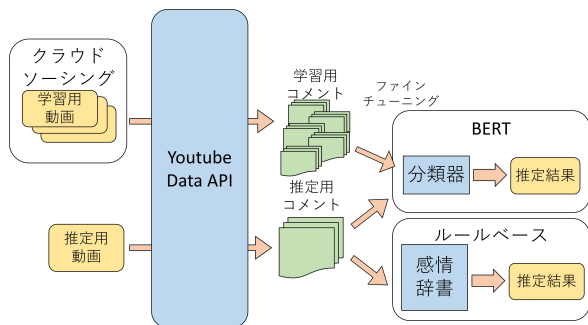 クラウド
ソーシング
学習用
動画
推定用
動画
Youtube
Data API
学習用
コメント
推定用
コメント
ファイン
チューニング
BERT
分類器
推定結果
ルールベース
感情
辞書
推定結果